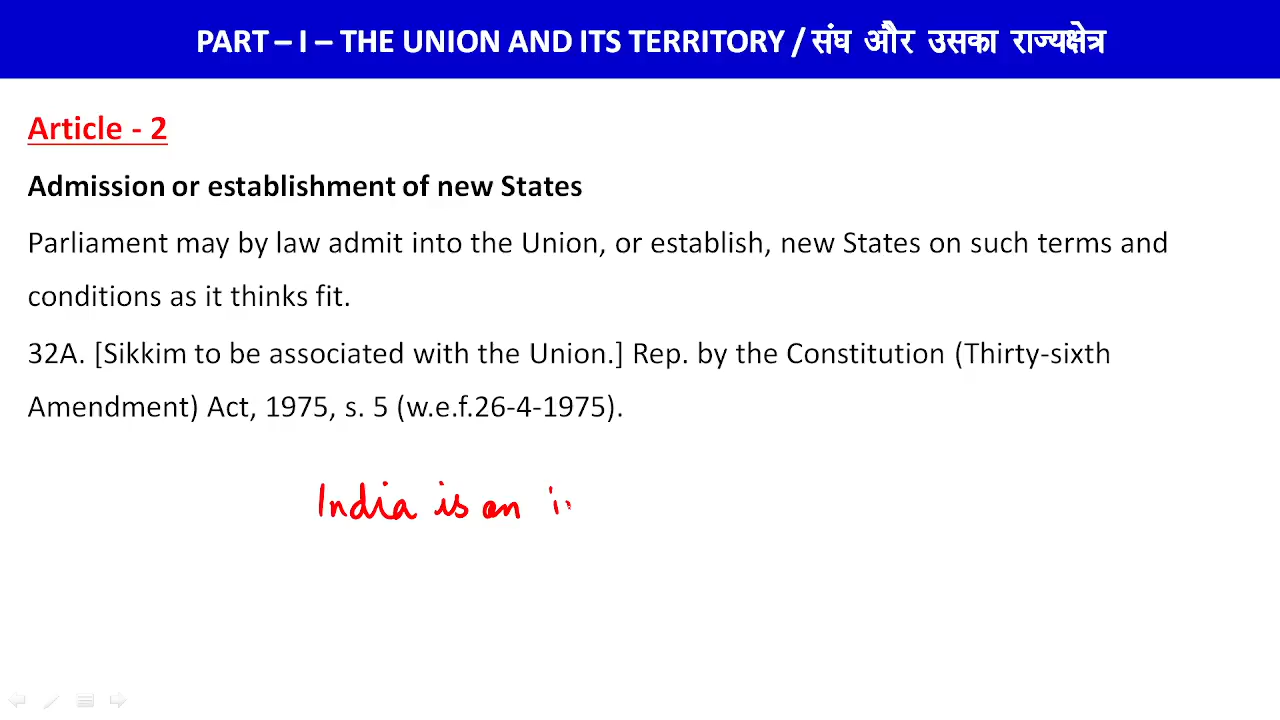 PART – I – THE UNION AND ITS TERRITORY / संघ और उसका राज्यक्षेत्र
Article - 2
Admission or establishment of new States
Parliament may by law admit into the Union, or establish, new States on such terms and
conditions as it thinks fit.
32A. [Sikkim to be associated with the Union.] Rep. by the Constitution (Thirty-sixth
Amendment) Act, 1975, s. 5 (w.e.f.26-4-1975).
India is an